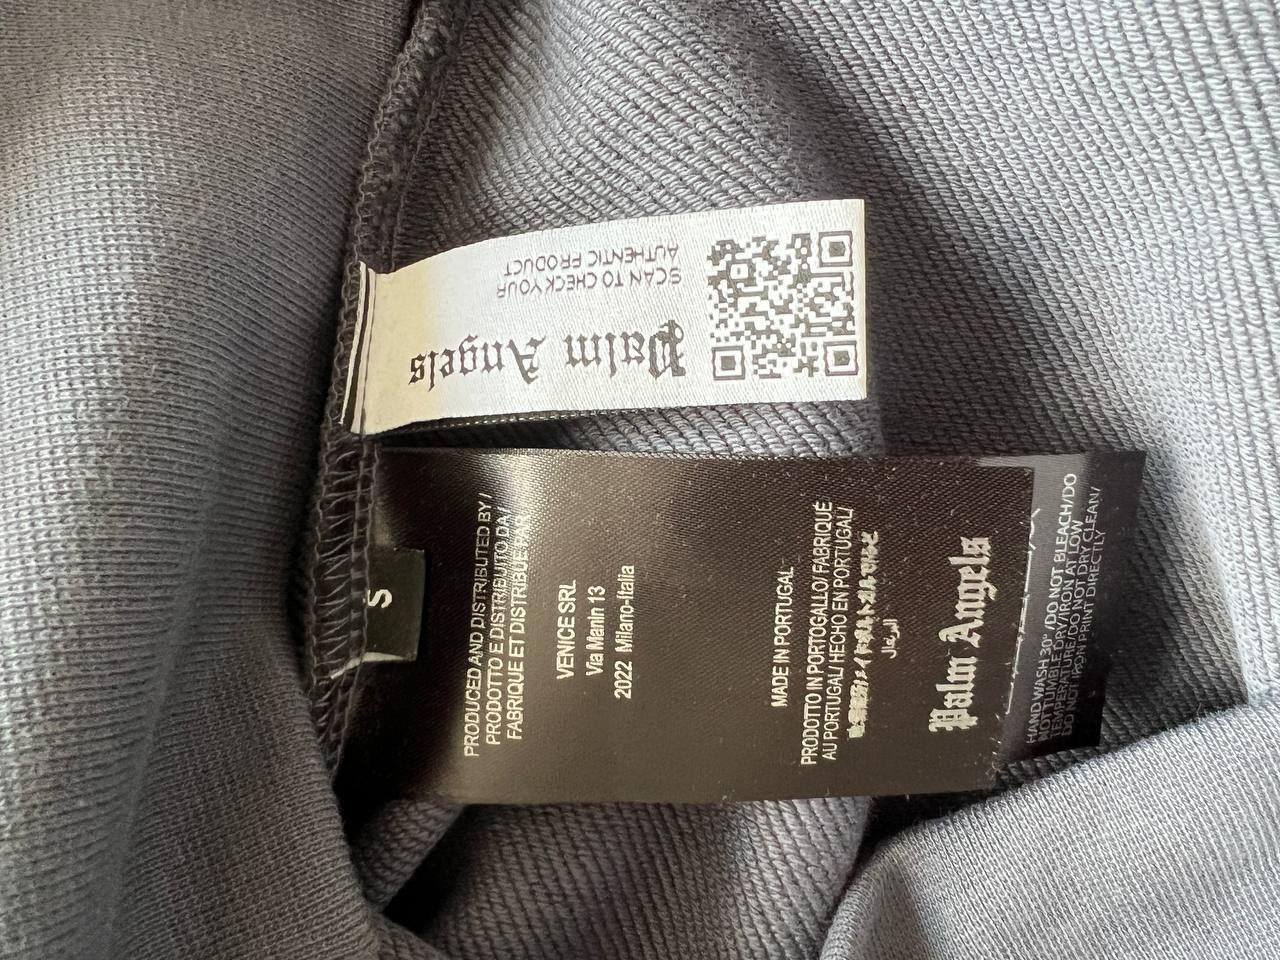 SCAN TO CHECK YOUR
AUTHENTIC PRODUCT
Palm Angels
S
PRODUCED AND DISTRIBUTED BY /
PRODOTTO E DISTRIBUITO DA/
FABRIQUE ET DISTRIBUE PAR
VENICE SRL
Via Manin 13
2022 Milano-Italia
MADE IN PORTUGAL
PRODOTTO IN PORTOGALLO/ FABRIQUE
AU PORTUGAL/ HECHO EN PORTUGAL/
Palm Angels
HAND WASH 30°/DO NOT BLEACH/DO
NOT TUMBLE DRY/IRON AT LOW
TEMPERATURE/DO NOT DRY CLEAN/
DO NOT IRON PRINT DIRECTLY